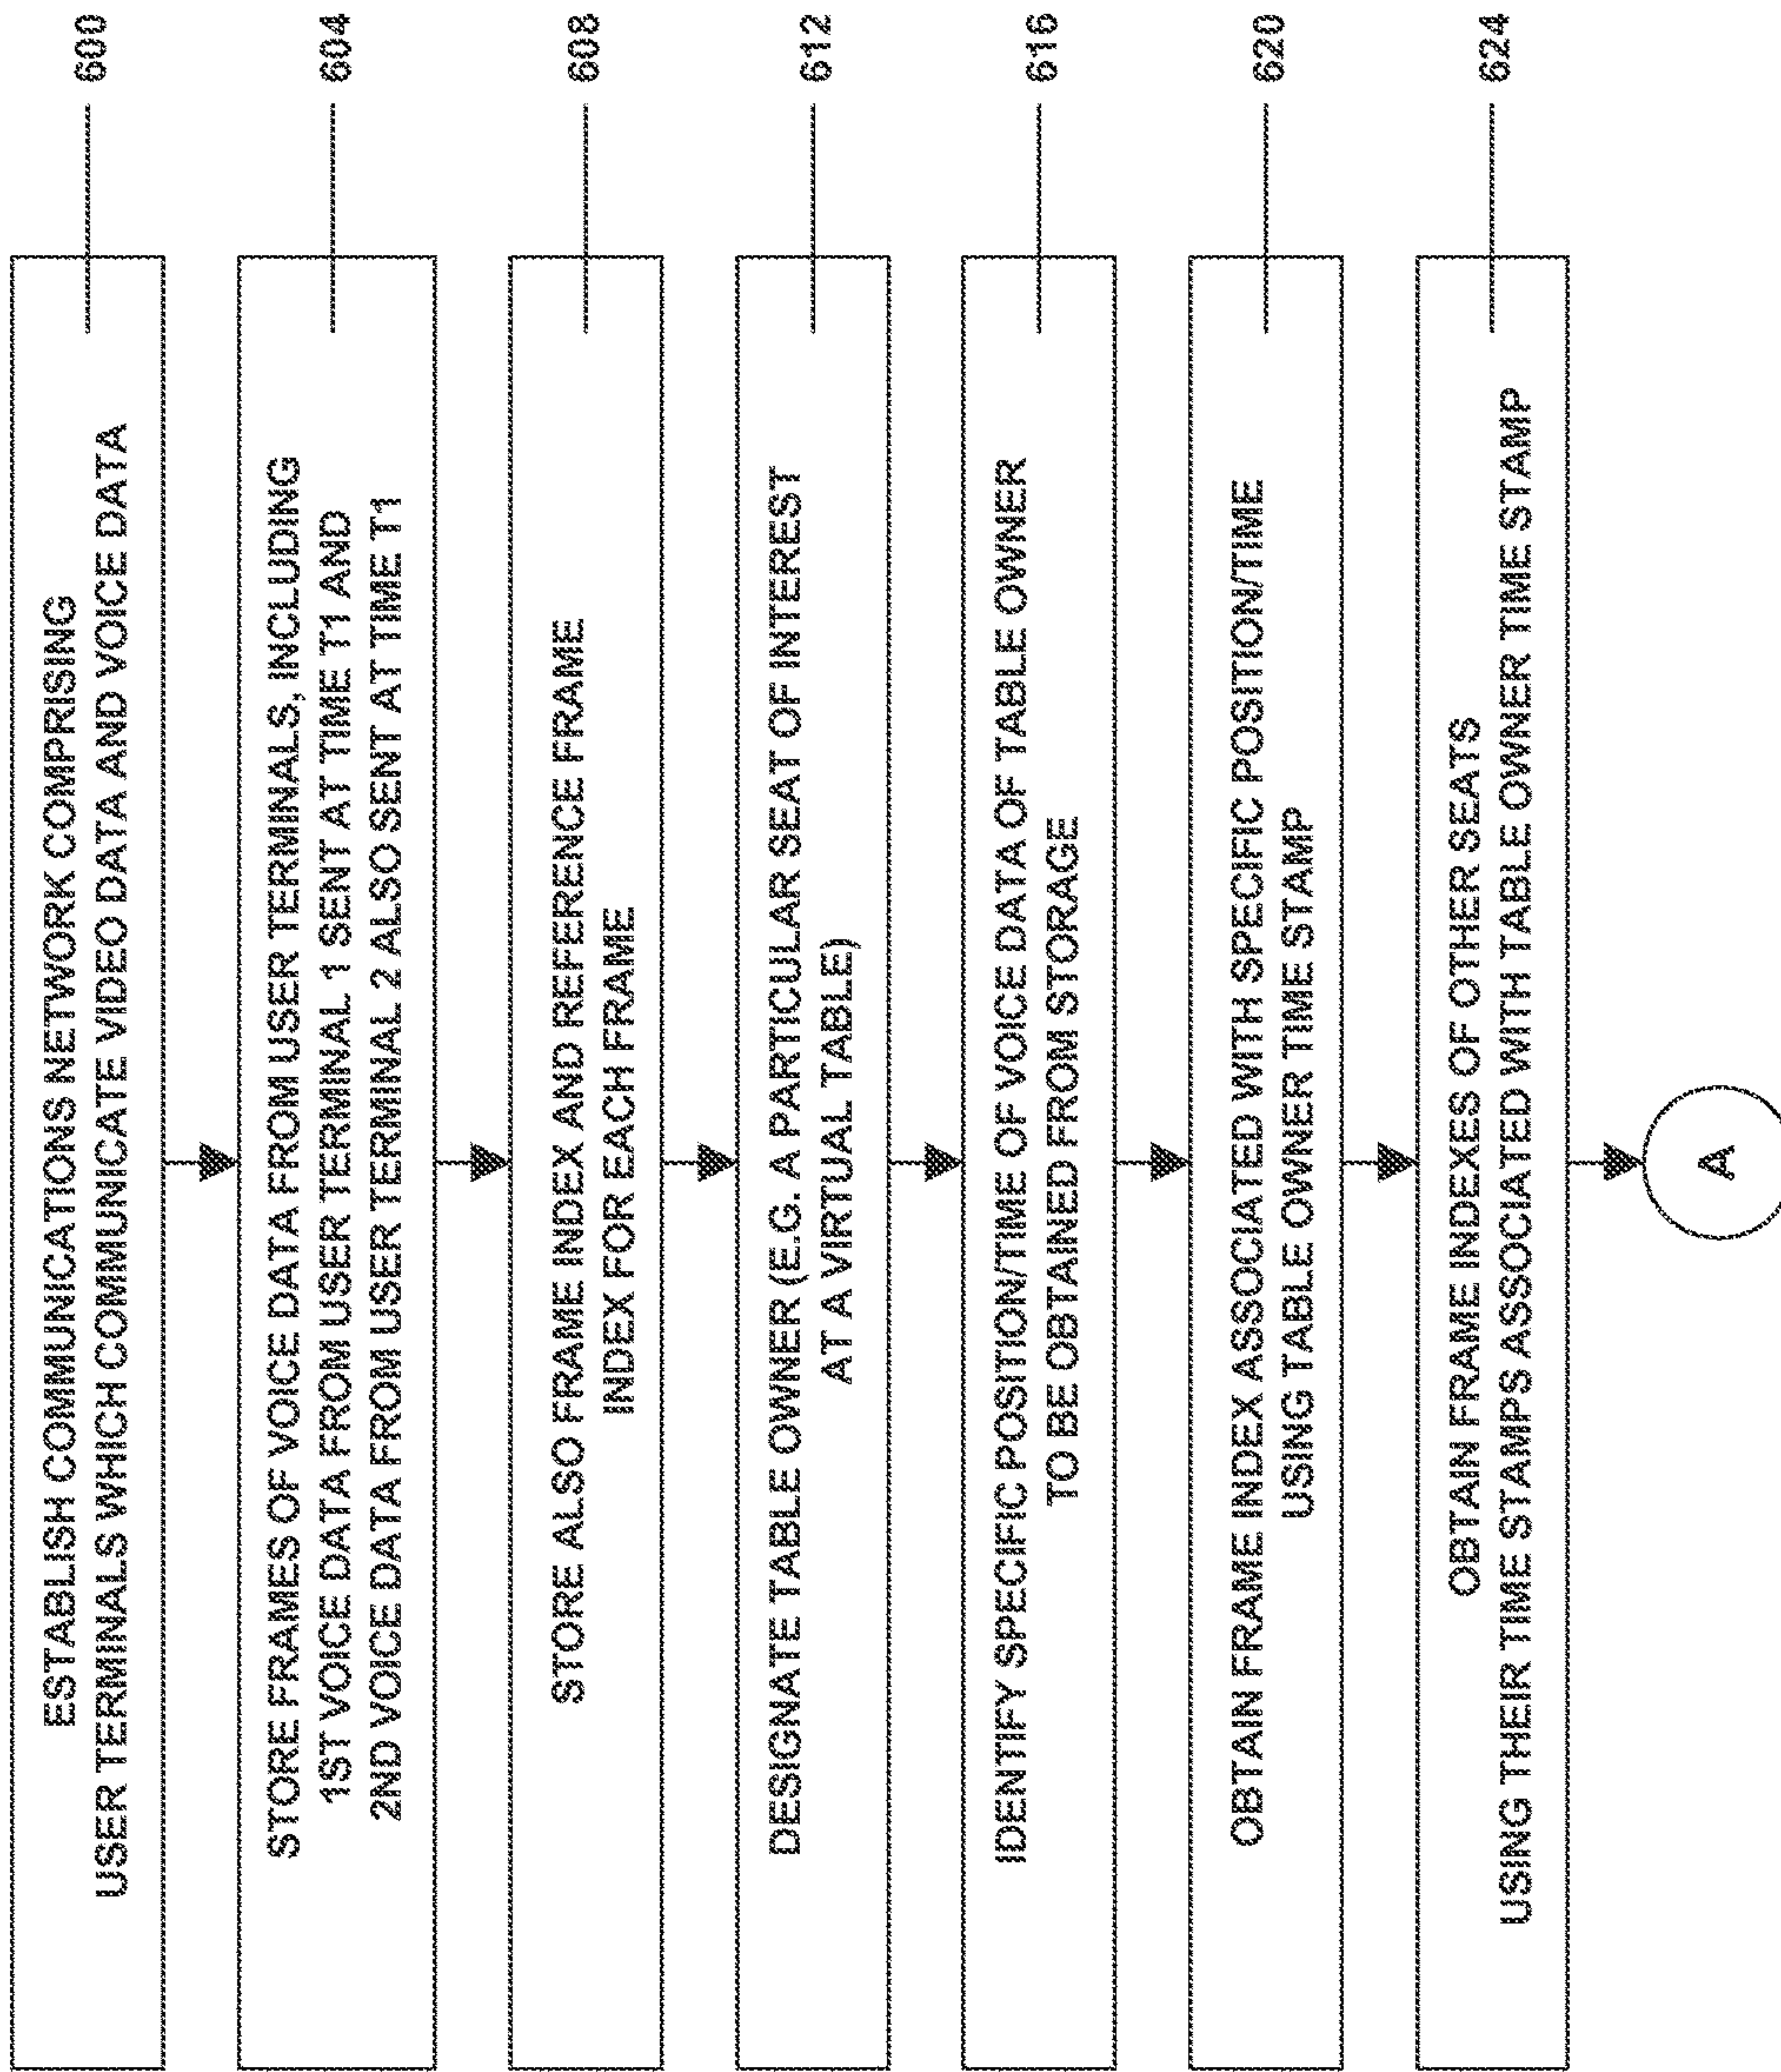 ESTABLISH COMMUNICATIONS NETWORK COMPRISING
USER TERMINALS WHICH COMMUNICATE VIDEO DATA AND VOICE DATA
600
STORE FRAMES OF VOICE DATA FROM USER TERMINALS, INCLUDING
1ST VOICE DATA FROM USER TERMINAL 1 SENT AT TIME T1 AND
2ND VOICE DATA FROM USER TERMINAL 2 ALSO SENT AT TIME T1
604
STORE ALSO FRAME INDEX AND REFERENCE FRAME
INDEX FOR EACH FRAME
608
DESIGNATE TABLE OWNER (E.G. A PARTICULAR SEAT OF INTEREST
AT A VIRTUAL TABLE)
612
IDENTIFY SPECIFIC POSITION/TIME OF VOICE DATA OF TABLE OWNER
TO BE OBTAINED FROM STORAGE
616
OBTAIN FRAME INDEX ASSOCIATED WITH SPECIFIC POSITION/TIME
USING TABLE OWNER TIME STAMP
620
OBTAIN FRAME INDEXES OF OTHER SEATS
USING THEIR TIME STAMPS ASSOCIATED WITH TABLE OWNER TIME STAMP
624
A